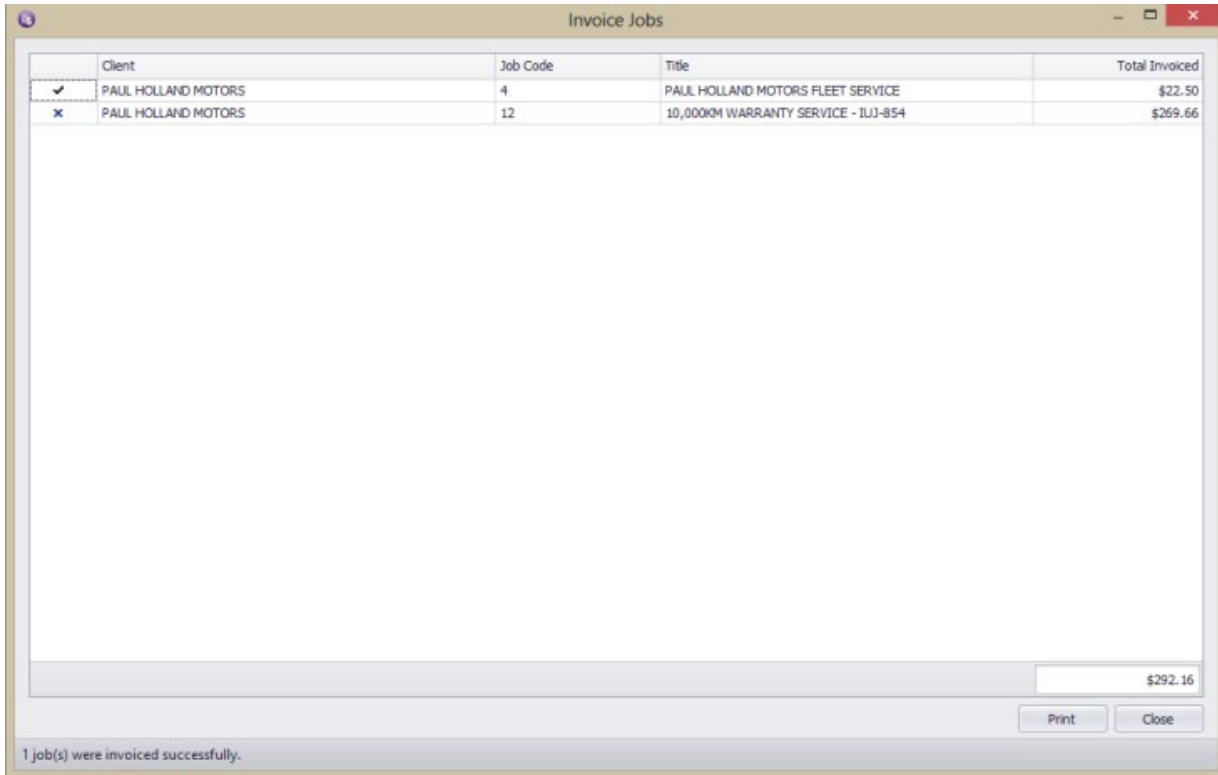 Invoice Jobs
Client Job Code Title Total Invoiced
PAUL HOLLAND MOTORS 4 PAUL HOLLAND MOTORS FLEET SERVICE $22.50
PAUL HOLLAND MOTORS 12 10,000KM WARRANTY SERVICE - IUJ-854 $269.66
$292.16
Print Close
1 job(s) were invoiced successfully.